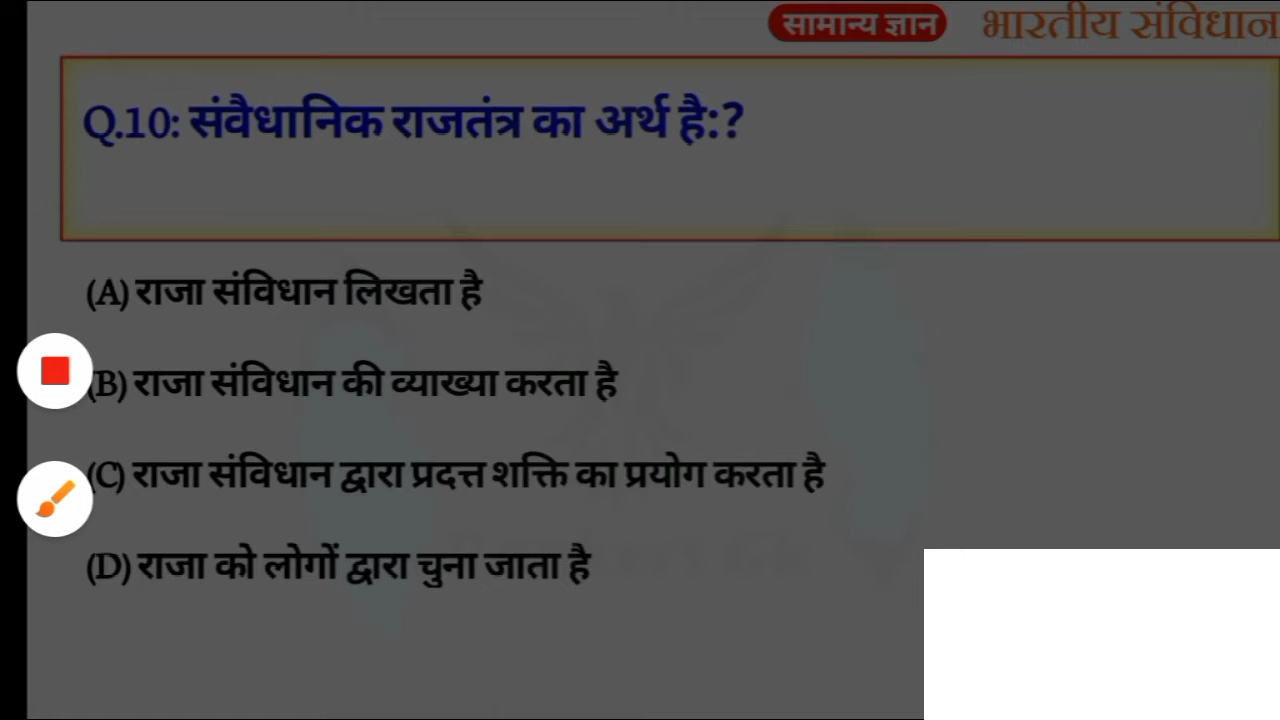 सामान्य ज्ञान भारतीय संविधान
Q.10: संवैधानिक राजतंत्र का अर्थ है:?
(A) राजा संविधान लिखता है
(B) राजा संविधान की व्याख्या करता है
(C) राजा संविधान द्वारा प्रदत्त शक्ति का प्रयोग करता है
(D) राजा को लोगों द्वारा चुना जाता है